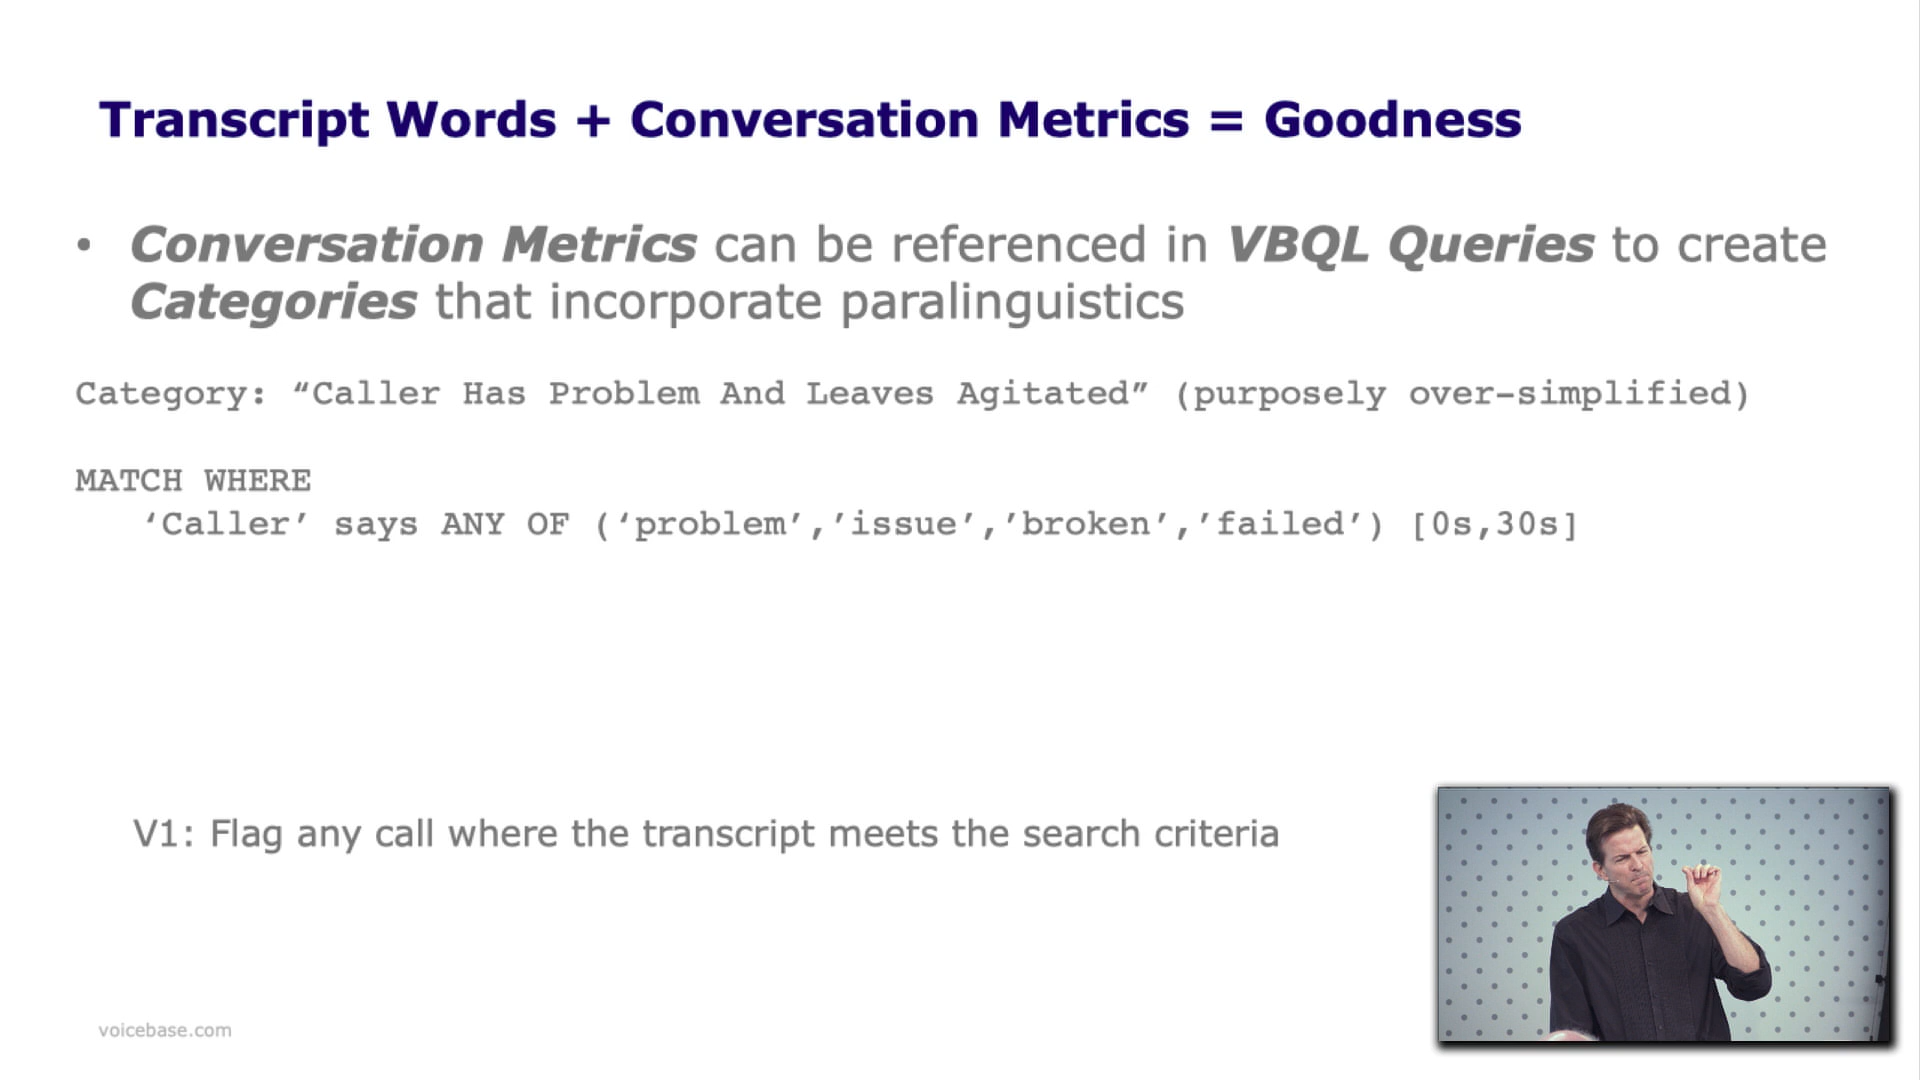 Transcript Words + Conversation Metrics = Goodness
• Conversation Metrics can be referenced in VBQL Queries to create
Categories that incorporate paralinguistics
Category: “Caller Has Problem And Leaves Agitated” (purposely over-simplified)
MATCH WHERE
‘Caller’ says ANY OF (‘problem’,’issue’,’broken’,’failed’) [0s,30s]
V1: Flag any call where the transcript meets the search criteria
voicebase.com